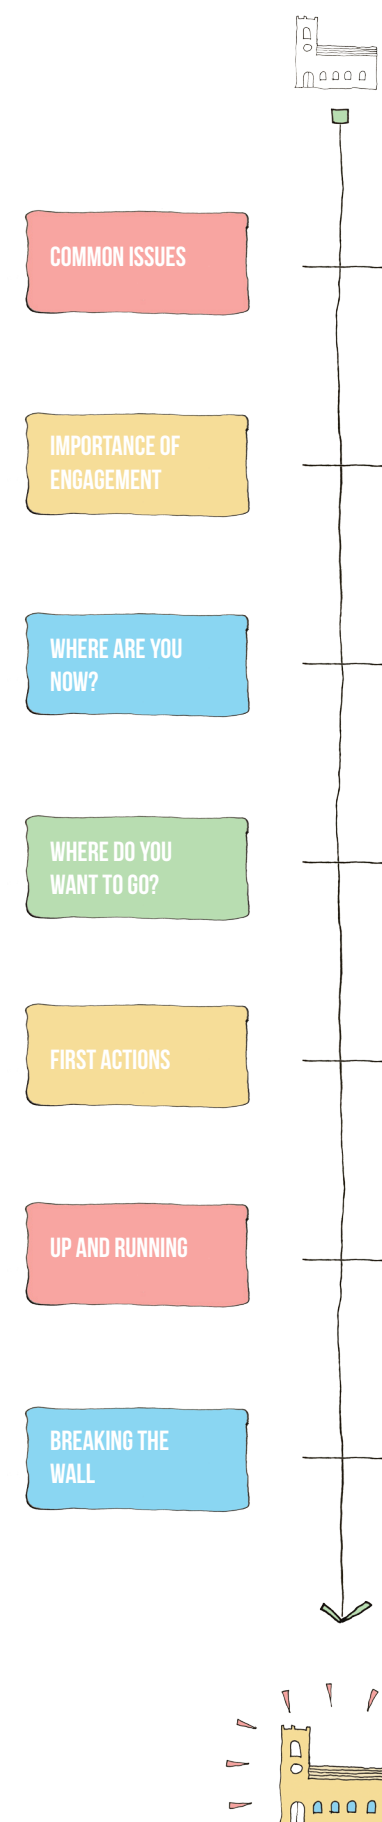 COMMON ISSUES
IMPORTANCE OF
ENGAGEMENT
WHERE ARE YOU
NOW?
WHERE DO YOU
WANT TO GO?
FIRST ACTIONS
UP AND RUNNING
BREAKING THE
WALL